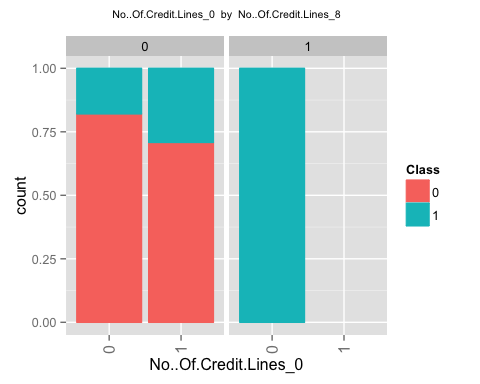 No..Of.Credit.Lines_0 by No..Of.Credit.Lines_8
0 1
1.00
0.75
0.50
0.25
0.00
count
0 1 0 1
No..Of.Credit.Lines_0
Class
0
1